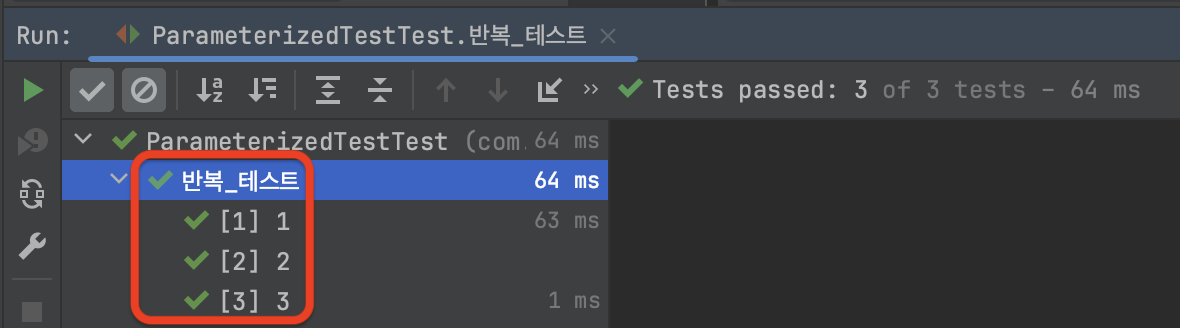 Run: ParameterizedTestTest.반복_테스트
Tests passed: 3 of 3 tests – 64 ms
ParameterizedTestTest (com. 64 ms
반복_테스트 64 ms
[1] 1 63 ms
[2] 2
[3] 3 1 ms